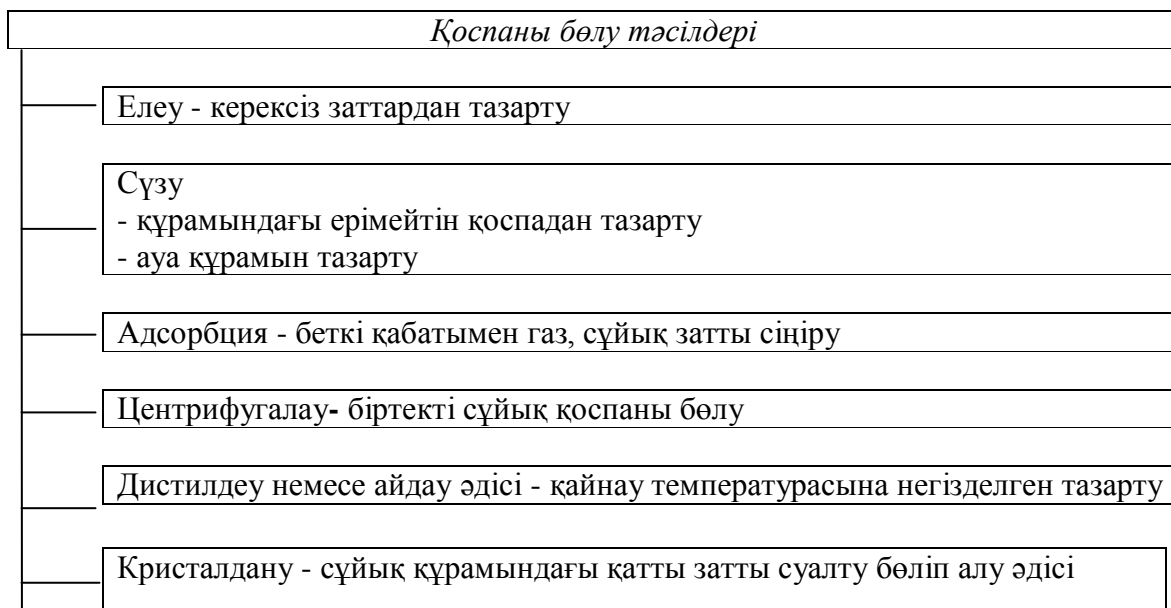 Қоспаны бөлу тәсілдері
Елеу - керексіз заттардан тазарту
Сүзу
- құрамындағы ерімейтін қоспадан тазарту
- ауа құрамын тазарту
Адсорбция - беткі қабатымен газ, сұйық затты сіңіру
Центрифугалау- біртекті сұйық қоспаны бөлу
Дистилдеу немесе айдау әдісі - қайнау температурасына негізделген тазарту
Кристалдану - сұйық құрамындағы қатты затты суалту бөліп алу әдісі